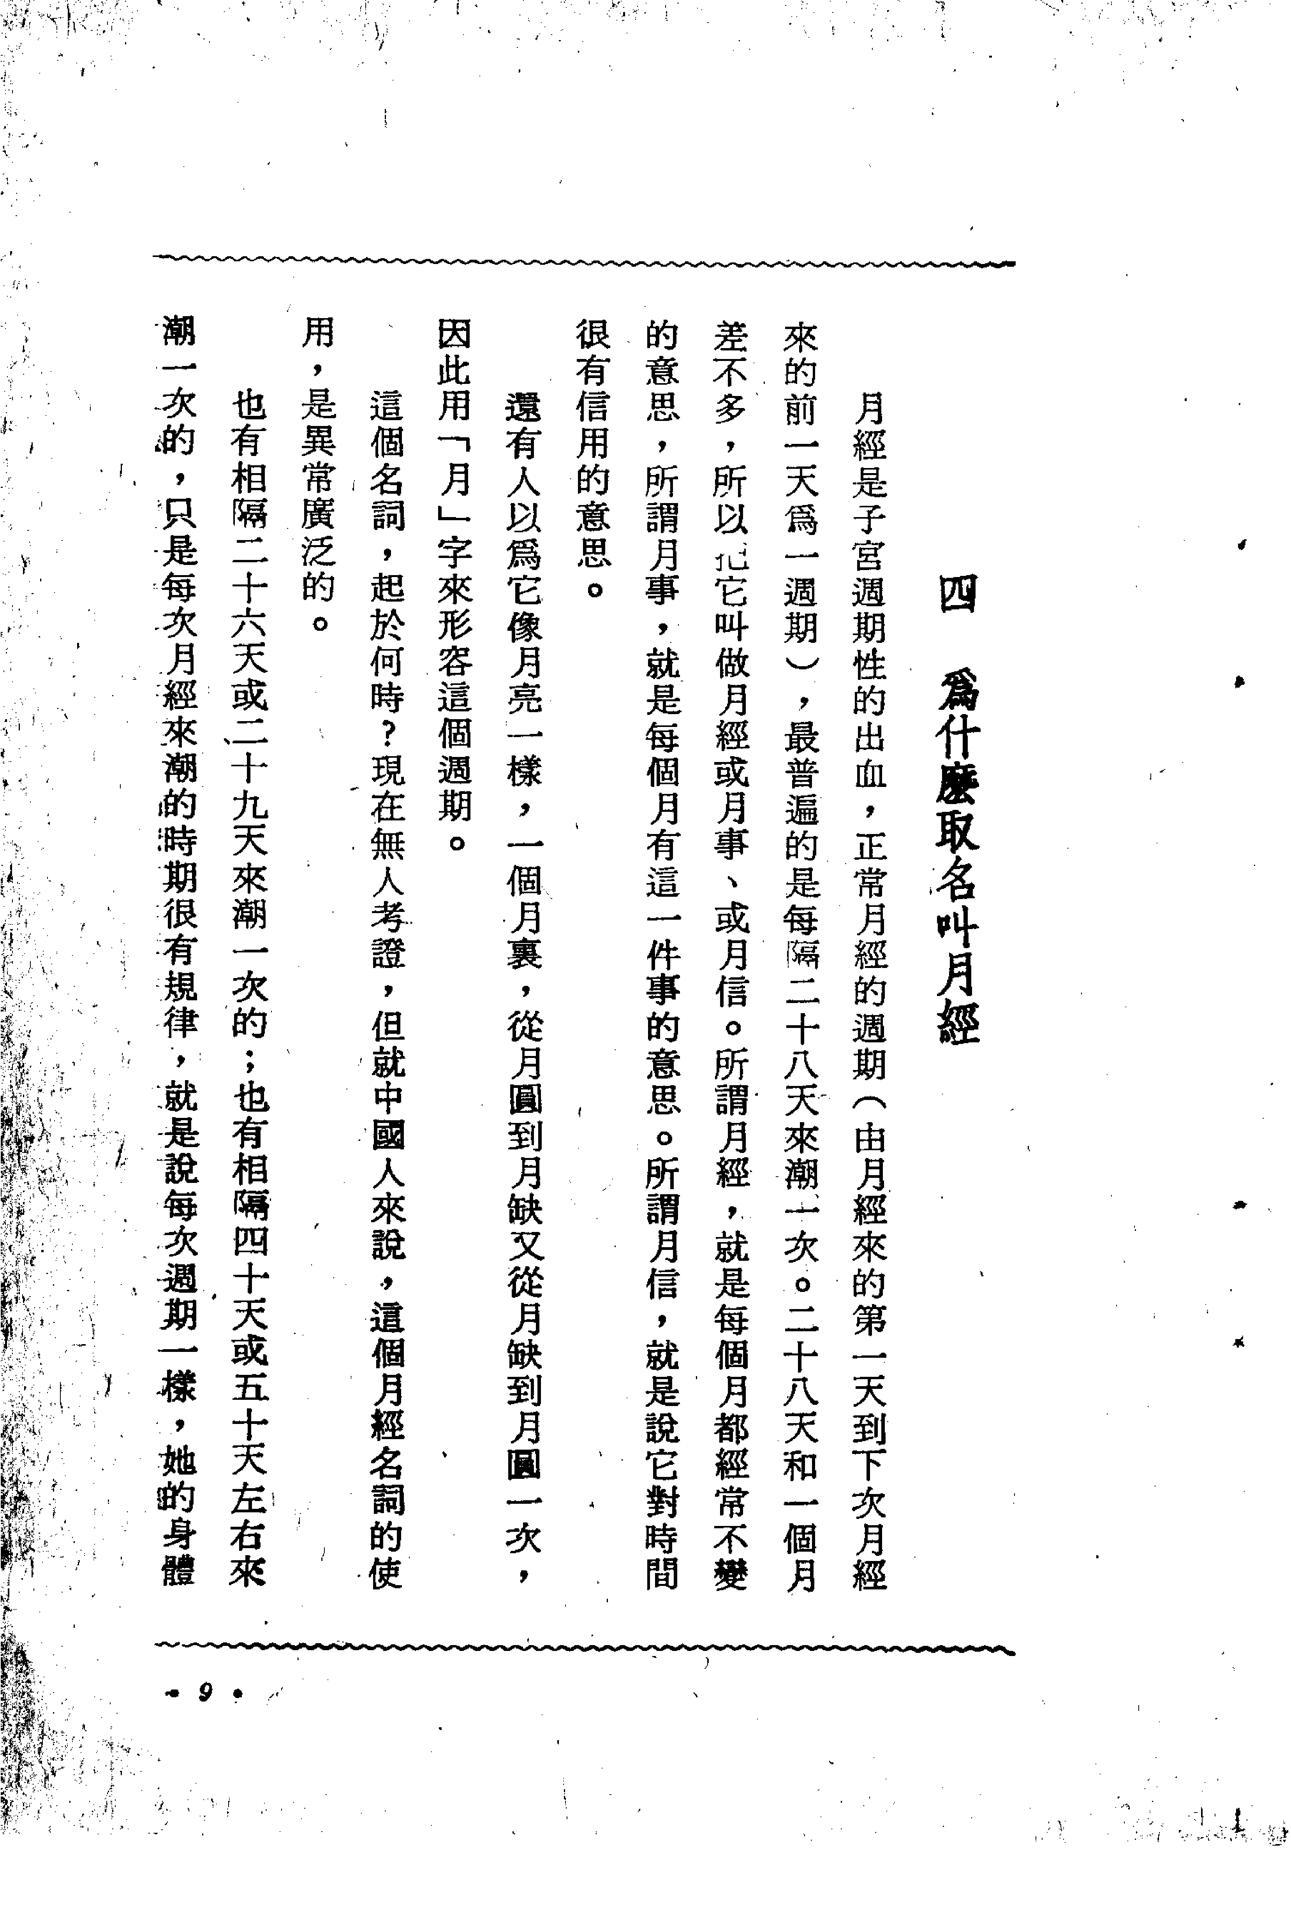 四　爲什麼取名叫月經
月經是子宮週期性的出血，正常月經的週期（由月經來的第一天到下次月經
來的前一天爲一週期），最普遍的是每隔二十八天來潮一次。二十八天和一個月
差不多，所以把它叫做月經或月事、或月信。所謂月經，就是每個月都經常不變
的意思，所謂月事，就是每個月有這一件事的意思。所謂月信，就是說它對時間
很有信用的意思。
還有人以爲它像月亮一樣，一個月裏，從月圓到月缺又從月缺到月圓一次，
因此用「月」字來形容這個週期。
這個名詞，起於何時？現在無人考證，但就中國人來說，這個月經名詞的使
用，是異常廣泛的。
也有相隔二十六天或二十九天來潮一次的；也有相隔四十天或五十天左右來
潮一次的，只是每次月經來潮的時期很有規律，就是說每次週期一樣，她的身體
• 9 •